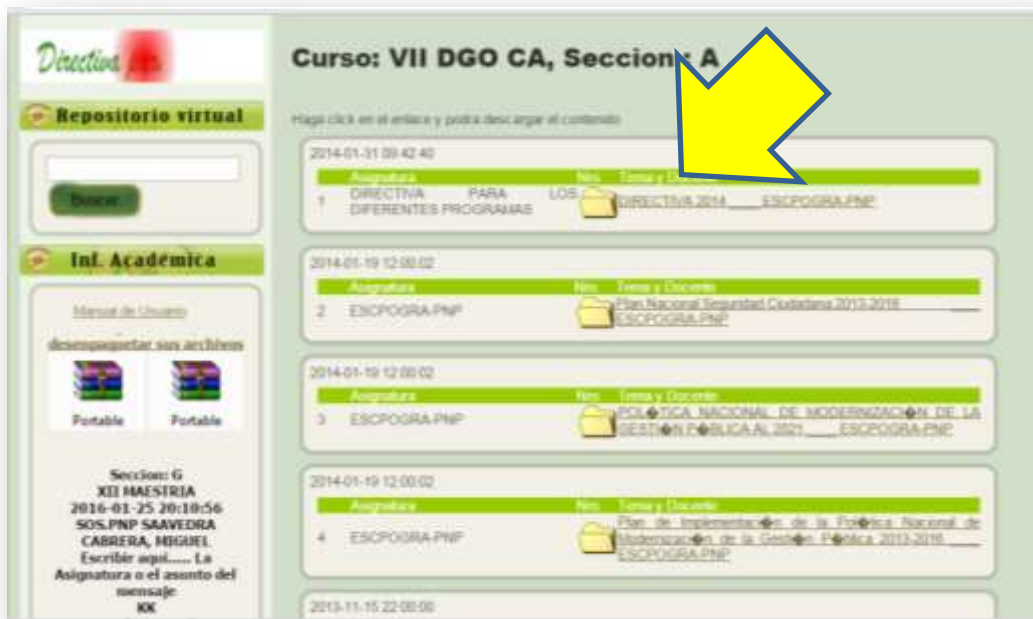 Directiva
Repositorio virtual
Buscar
Inf. Académica
Manual de Usuario
desempaquetar sus archivos
Portable Portable
Seccion: G
XII MAESTRIA
2016-01-25 20:10:56
SOS.PNP SAAVEDRA
CABRERA, MIGUEL
Escribir aqui...... La
Asignatura o el asunto del
mensaje
KK
Curso: VII DGO CA, Seccion: A
Haga click en el enlace y podra descargar el contenido
2014-01-31 09:42:40
Asignatura Nro Tema y Docente
1 DIRECTIVA PARA LOS
DIFERENTES PROGRAMAS
DIRECTIVA 2014____ESCPOGRA-PNP
2014-01-19 12:00:02
Asignatura Nro Tema y Docente
2 ESCPOGRA-PNP
Plan Nacional Seguridad Ciudadana 2013-2018 ____
ESCPOGRA-PNP
2014-01-19 12:00:02
Asignatura Nro Tema y Docente
3 ESCPOGRA-PNP
POL�TICA NACIONAL DE MODERNIZACI�N DE LA
GESTI�N P�BLICA AL 2021____ESCPOGRA-PNP
2014-01-19 12:00:02
Asignatura Nro Tema y Docente
4 ESCPOGRA-PNP
Plan de Implementaci�n de la Pol�tica Nacional de
Modernizaci�n de la Gesti�n P�blica 2013-2016 ____
ESCPOGRA-PNP
2013-11-15 22:00:00